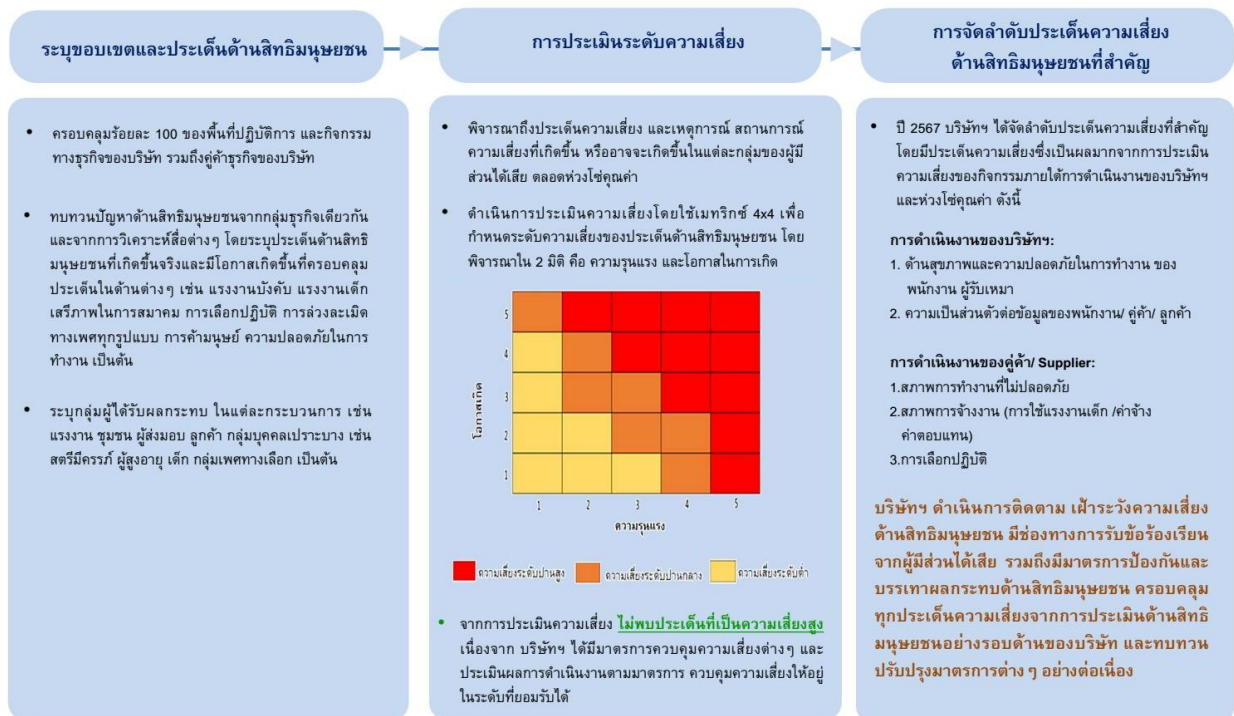 ระบุขอบเขตและประเด็นด้านสิทธิมนุษยชน
ครอบคลุมร้อยละ 100 ของพื้นที่ปฏิบัติการ และกิจกรรม
ทางธุรกิจของบริษัท รวมถึงคู่ค้าธุรกิจของบริษัท
ทบทวนปัญหาด้านสิทธิมนุษยชนจากกลุ่มธุรกิจเดียวกัน
และจากการวิเคราะห์สื่อต่างๆ โดยระบุประเด็นด้านสิทธิ
มนุษยชนที่เกิดขึ้นจริงและมีโอกาสเกิดขึ้นที่ครอบคลุม
ประเด็นในด้านต่างๆ เช่น แรงงานบังคับ แรงงานเด็ก
เสรีภาพในการสมาคม การเลือกปฏิบัติ การล่วงละเมิด
ทางเพศทุกรูปแบบ การค้ามนุษย์ ความปลอดภัยในการ
ทำงาน เป็นต้น
ระบุกลุ่มผู้ได้รับผลกระทบ ในแต่ละกระบวนการ เช่น
แรงงาน ชุมชน ผู้ส่งมอบ ลูกค้า กลุ่มบุคคลเปราะบาง เช่น
สตรีมีครรภ์ ผู้สูงอายุ เด็ก กลุ่มเพศทางเลือก เป็นต้น
การประเมินระดับความเสี่ยง
พิจารณาถึงประเด็นความเสี่ยง และเหตุการณ์ สถานการณ์
ความเสี่ยงที่เกิดขึ้น หรืออาจจะเกิดขึ้นในแต่ละกลุ่มของผู้มี
ส่วนได้เสีย ตลอดห่วงโซ่คุณค่า
ดำเนินการประเมินความเสี่ยงโดยใช้เมทริกซ์ 4x4 เพื่อ
กำหนดระดับความเสี่ยงของประเด็นด้านสิทธิมนุษยชน โดย
พิจารณาใน 2 มิติ คือ ความรุนแรง และโอกาสในการเกิด
โอกาสเกิด
5
4
3
2
1
1 2 3 4 5
ความรุนแรง
ความเสี่ยงระดับปานสูง ความเสี่ยงระดับปานกลาง ความเสี่ยงระดับต่ำ
จากการประเมินความเสี่ยง ไม่พบประเด็นที่เป็นความเสี่ยงสูง
เนื่องจาก บริษัทฯ ได้มีมาตรการควบคุมความเสี่ยงต่างๆ และ
ประเมินผลการดำเนินงานตามมาตรการ ควบคุมความเสี่ยงให้อยู่
ในระดับที่ยอมรับได้
การจัดลำดับประเด็นความเสี่ยง
ด้านสิทธิมนุษยชนที่สำคัญ
ปี 2567 บริษัทฯ ได้จัดลำดับประเด็นความเสี่ยงที่สำคัญ
โดยมีประเด็นความเสี่ยงซึ่งเป็นผลมากจากการประเมิน
ความเสี่ยงของกิจกรรมภายใต้การดำเนินงานของบริษัทฯ
และห่วงโซ่คุณค่า ดังนี้
การดำเนินงานของบริษัทฯ:
1. ด้านสุขภาพและความปลอดภัยในการทำงาน ของ
พนักงาน ผู้รับเหมา
2. ความเป็นส่วนตัวต่อข้อมูลของพนักงาน/ คู่ค้า/ ลูกค้า
การดำเนินงานของคู่ค้า/ Supplier:
1.สภาพการทำงานที่ไม่ปลอดภัย
2.สภาพการจ้างงาน (การใช้แรงงานเด็ก /ค่าจ้าง
ค่าตอบแทน)
3.การเลือกปฏิบัติ
บริษัทฯ ดำเนินการติดตาม เฝ้าระวังความเสี่ยง
ด้านสิทธิมนุษยชน มีช่องทางการรับข้อร้องเรียน
จากผู้มีส่วนได้เสีย รวมถึงมีมาตรการป้องกันและ
บรรเทาผลกระทบด้านสิทธิมนุษยชน ครอบคลุม
ทุกประเด็นความเสี่ยงจากการประเมินด้านสิทธิ
มนุษยชนอย่างรอบด้านของบริษัท และทบทวน
ปรับปรุงมาตรการต่าง ๆ อย่างต่อเนื่อง